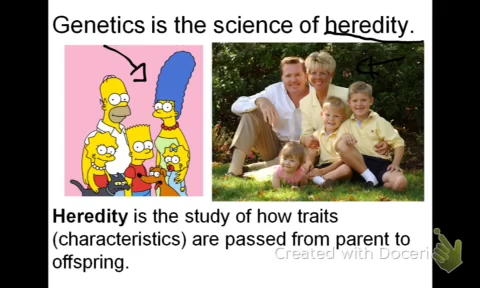 Genetics is the science of heredity.
Heredity is the study of how traits
(characteristics) are passed from parent to
offspring.
Created with Doceri